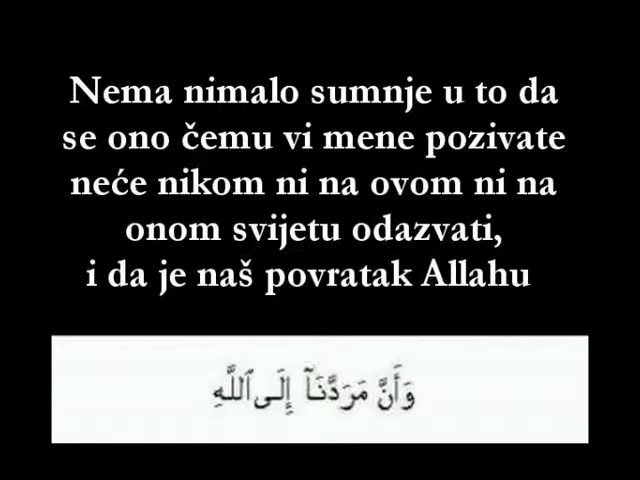 Nema nimalo sumnje u to da
se ono čemu vi mene pozivate
neće nikom ni na ovom ni na
onom svijetu odazvati,
i da je naš povratak Allahu
وَأَنَّ مَرَدَّنَآ إِلَى ٱللَّهِ